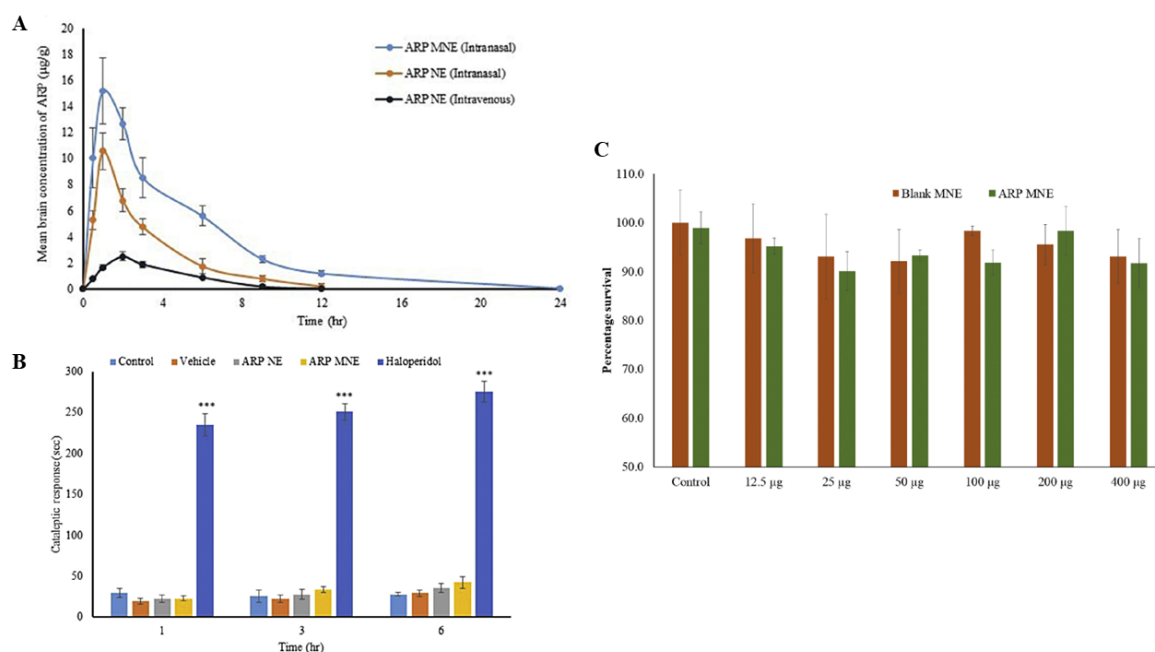 A
20
18
16
14
12
10
8
6
4
2
0
Mean brain concentration of ARP (µg/g)
ARP MNE (Intranasal)
ARP NE (Intranasal)
ARP NE (Intravenous)
0 4 8 12 16 20 24
Time (hr)
B
Control Vehicle ARP NE ARP MNE Haloperidol
300
250
200
150
100
50
0
Cataleptic response(sec)
*** *** ***
1 3 6
Time (hr)
C
110.0
100.0
90.0
80.0
70.0
60.0
50.0
Percentage survival
Blank MNE ARP MNE
Control 12.5 µg 25 µg 50 µg 100 µg 200 µg 400 µg